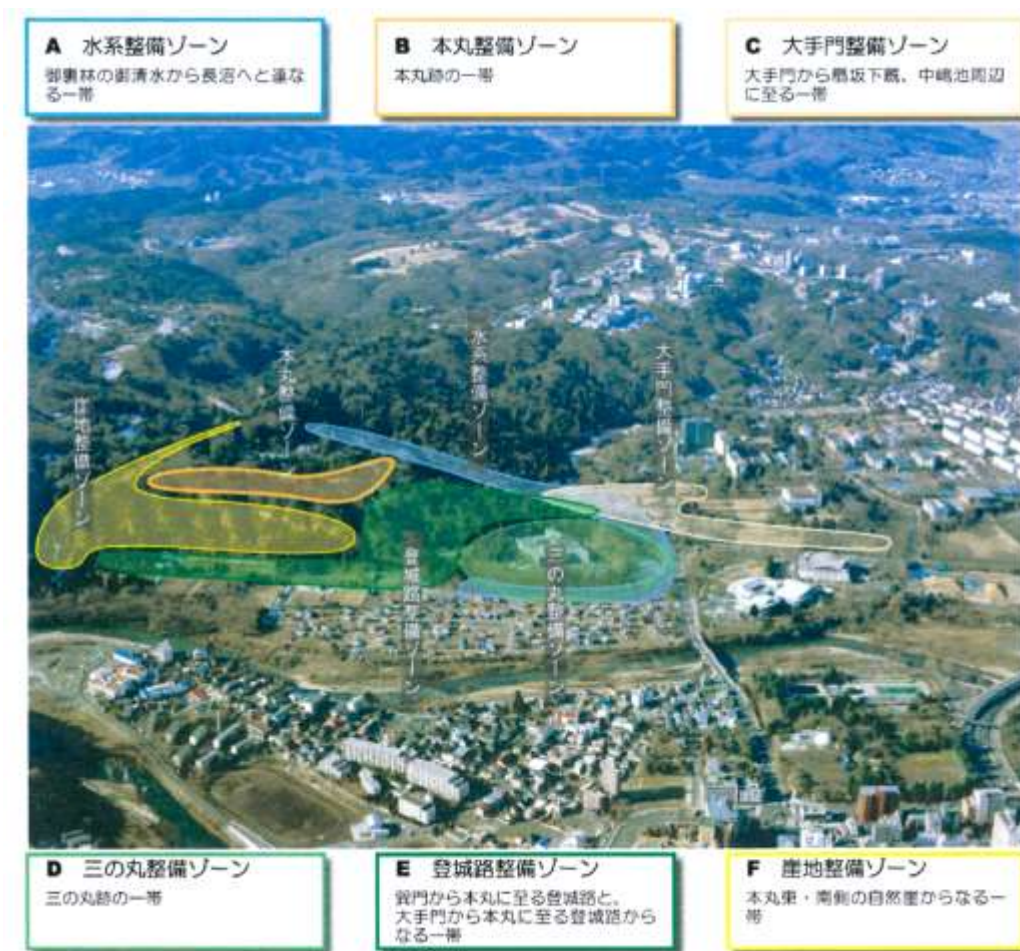 A 水系整備ゾーン
御裏林の御清水から長沼へと連な
る一帯
B 本丸整備ゾーン
本丸跡の一帯
C 大手門整備ゾーン
大手門から扇坂下厩、中嶋池周辺
に至る一帯
崖地整備ゾーン
本丸整備ゾーン
水系整備ゾーン
大手門整備ゾーン
登城路整備ゾーン
三の丸整備ゾーン
D 三の丸整備ゾーン
三の丸跡の一帯
E 登城路整備ゾーン
巽門から本丸に至る登城路と、
大手門から本丸に至る登城路から
なる一帯
F 崖地整備ゾーン
本丸東・南側の自然崖からなる一
帯